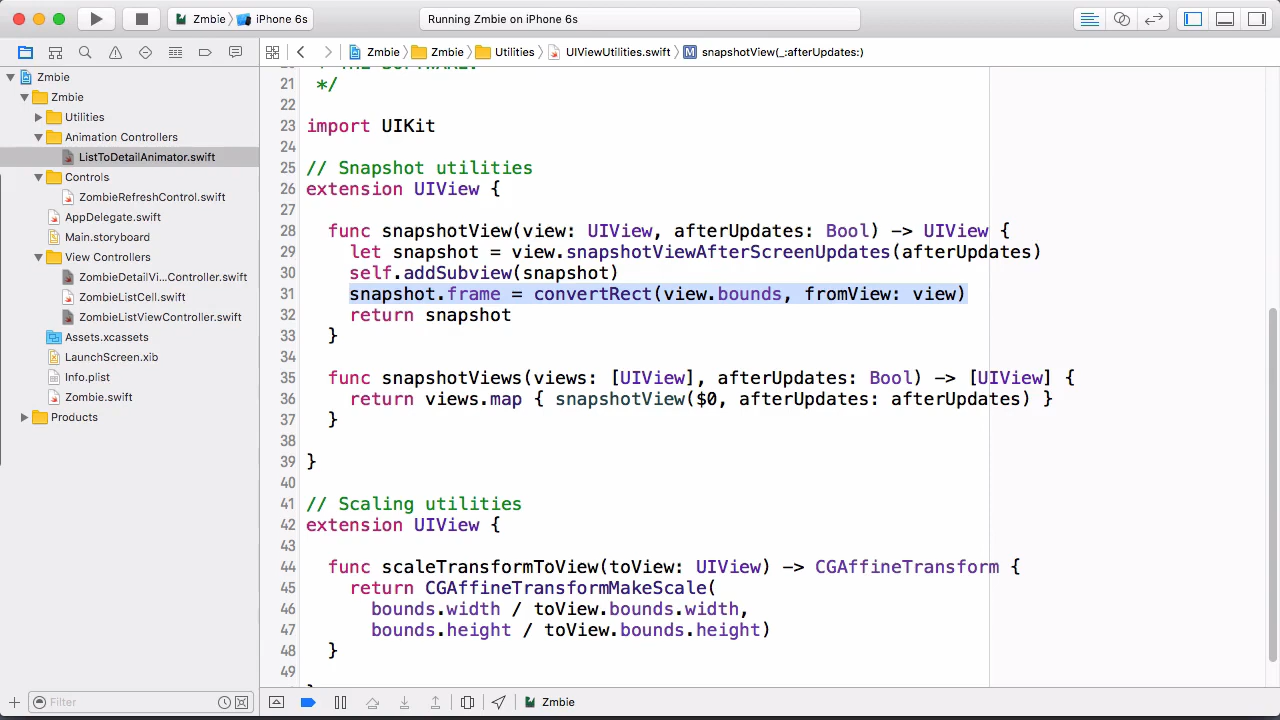 Zmbie
iPhone 6s
Running Zmbie on iPhone 6s
Zmbie
Zmbie
Utilities
UIViewUtilities.swift
M
snapshotView(_:afterUpdates:)
Zmbie
Zmbie
Utilities
Animation Controllers
ListToDetailAnimator.swift
Controls
ZombieRefreshControl.swift
AppDelegate.swift
Main.storyboard
View Controllers
ZombieDetailVi...Controller.swift
ZombieListCell.swift
ZombieListViewController.swift
Assets.xcassets
LaunchScreen.xib
Info.plist
Zombie.swift
Products
Filter
21 */
22
23 import UIKit
24
25 // Snapshot utilities
26 extension UIView {
27
28 func snapshotView(view: UIView, afterUpdates: Bool) -> UIView {
29 let snapshot = view.snapshotViewAfterScreenUpdates(afterUpdates)
30 self.addSubview(snapshot)
31 snapshot.frame = convertRect(view.bounds, fromView: view)
32 return snapshot
33 }
34
35 func snapshotViews(views: [UIView], afterUpdates: Bool) -> [UIView] {
36 return views.map { snapshotView($0, afterUpdates: afterUpdates) }
37 }
38
39 }
40
41 // Scaling utilities
42 extension UIView {
43
44 func scaleTransformToView(toView: UIView) -> CGAffineTransform {
45 return CGAffineTransformMakeScale(
46 bounds.width / toView.bounds.width,
47 bounds.height / toView.bounds.height)
48 }
49
Zmbie